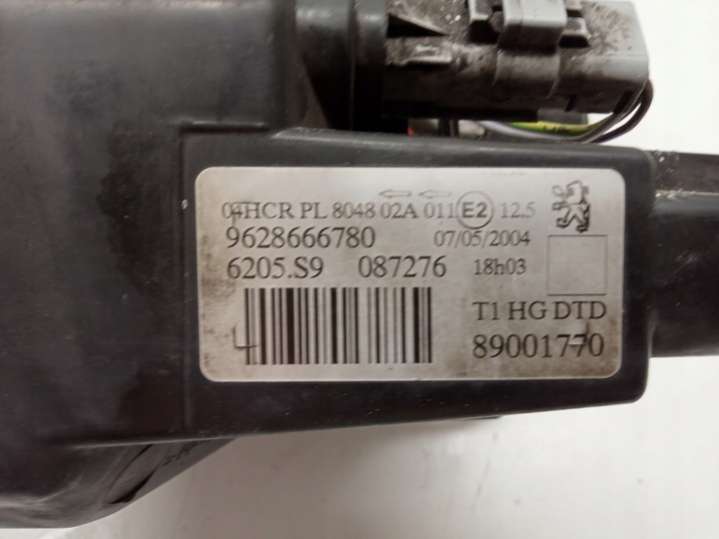 04HCR PL 8048 02A 011 E2 12.5
9628666780 07/05/2004
6205.S9 087276 18h03
T1 HG DTD
89001770